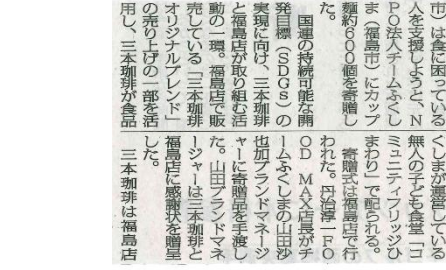 市）は食に困っている
人を支援しようと、Ｎ
ＰＯ法人チームふくし
ま（福島市）にカップ
麺約６００個を寄贈し
た。
国連の持続可能な開
発目標（ＳＤＧｓ）の
実現に向け、三本珈琲
と福島店が取り組む活
動の一環。福島店で販
売している「三本珈琲
オリジナルブレンド」
の売り上げの一部を活
用し、三本珈琲が食品
くしまが運営している
無人の子ども食堂「コ
ミュニティフリッジひ
まわり」で配られる。
寄贈式は福島店で行
われた。丹治淳一ＦＯ
ＯＤ ＭＡＸ店長がチ
ームふくしまの山田沙
也加ブランドマネージ
ャーに寄贈品を手渡し
た。山田ブランドマネ
ージャーは三本珈琲と
福島店に感謝状を贈呈
した。
三本珈琲は福島店